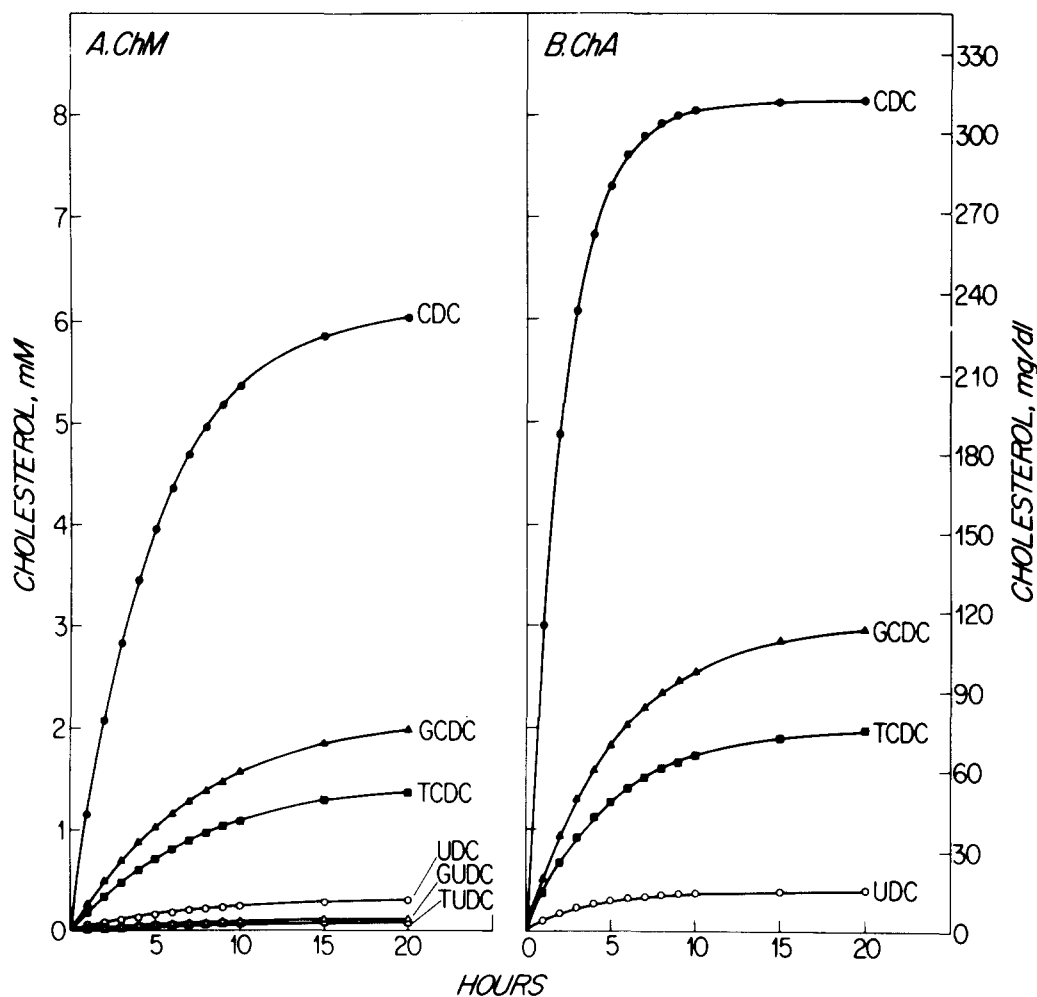 A. ChM
B. ChA
CHOLESTEROL, mM
8
7
6
5
4
3
2
1
0
CDC
GCDC
TCDC
UDC
GUDC
TUDC
5
10
15
20
CDC
GCDC
TCDC
UDC
0
5
10
15
20
330
300
270
240
210
180
150
120
90
60
30
0
CHOLESTEROL, mg/dl
HOURS